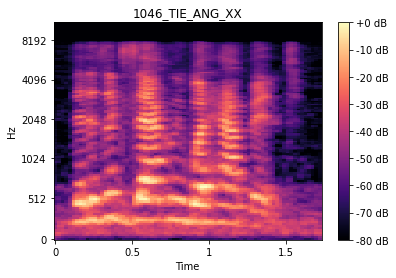 1046_TIE_ANG_XX
+0 dB
8192
-10 dB
4096
-20 dB
-30 dB
2048
Hz
-40 dB
1024
-50 dB
512
-60 dB
-70 dB
0
-80 dB
0
0.5
1
1.5
Time